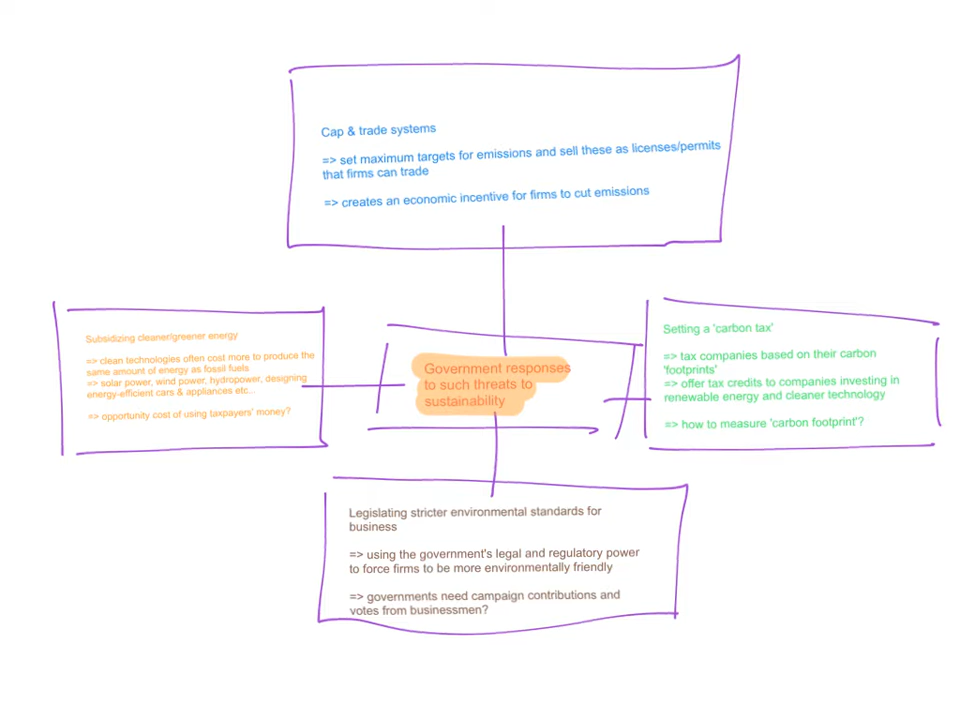 Cap & trade systems
=> set maximum targets for emissions and sell these as licenses/permits
that firms can trade
=> creates an economic incentive for firms to cut emissions
Subsidizing cleaner/greener energy
=> clean technologies often cost more to produce the
same amount of energy as fossil fuels
=> solar power, wind power, hydropower, designing
energy-efficient cars & appliances etc...
=> opportunity cost of using taxpayers' money?
Government responses
to such threats to
sustainability
Setting a 'carbon tax'
=> tax companies based on their carbon
'footprints'
=> offer tax credits to companies investing in
renewable energy and cleaner technology
=> how to measure 'carbon footprint'?
Legislating stricter environmental standards for
business
=> using the government's legal and regulatory power
to force firms to be more environmentally friendly
=> governments need campaign contributions and
votes from businessmen?